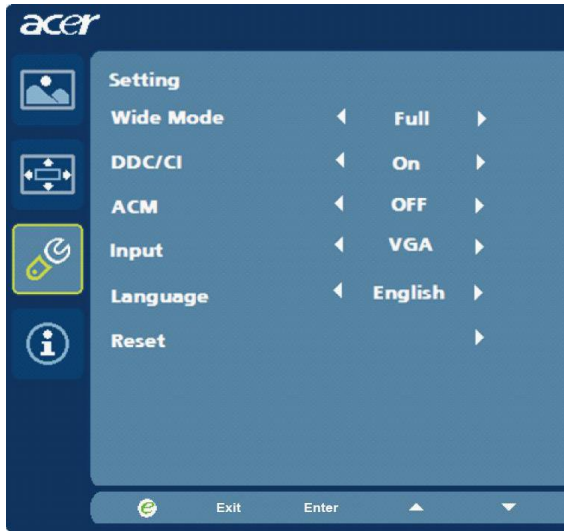 acer
Setting
Wide Mode Full
DDC/CI On
ACM OFF
Input VGA
Language English
Reset
e Exit Enter